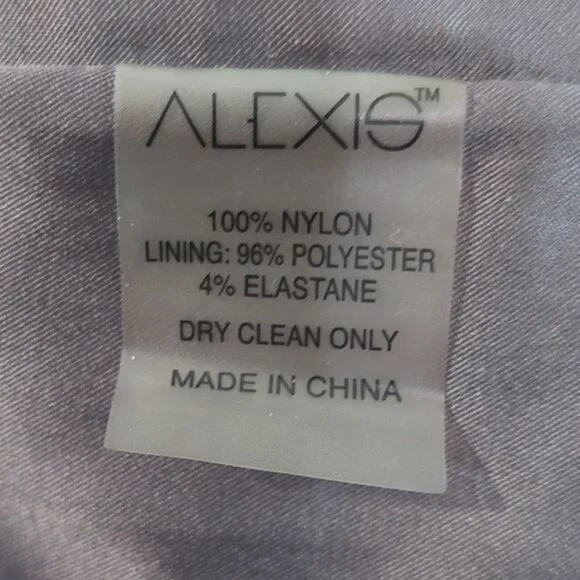 ALEXIS™
100% NYLON
LINING: 96% POLYESTER
4% ELASTANE
DRY CLEAN ONLY
MADE IN CHINA